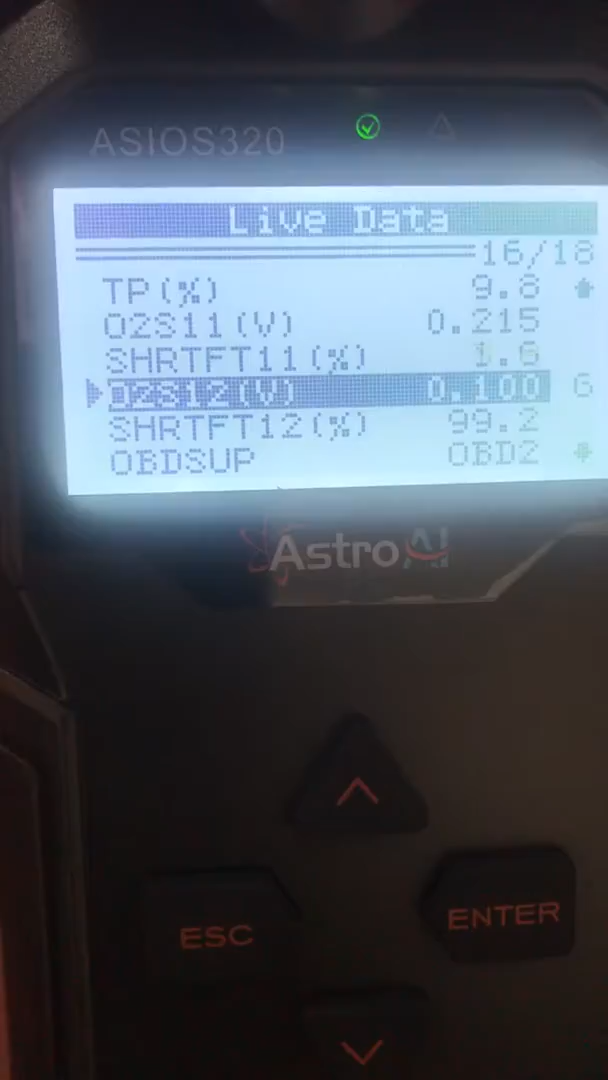 ASIOS320
Live Data
16/18
TP(%) 9.8
O2S11(V) 0.215
SHRTFT11(%)
O2S12(V) 0.100 6
SHRTFT12(%) 99.2
OBDSUP OBD2
AstroAI
ESC
ENTER